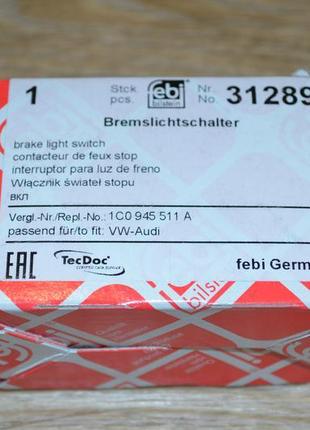 1 Stck pcs. febi bilstein Nr. No. 31289
Bremslichtschalter
brake light switch
contacteur de feux stop
interruptor para luz de freno
Włącznik świateł stopu
вкл
Vergl.-Nr./Repl.-No.: 1C0 945 511 A
passend für/to fit: VW-Audi
EAC TecDoc febi Germ
bilste